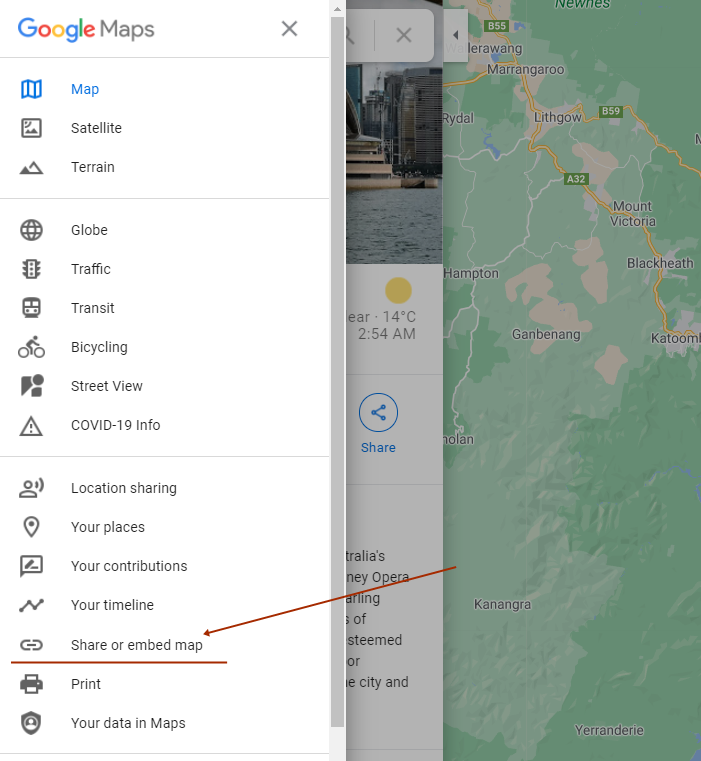 Google Maps
Map
Satellite
Terrain
Globe
Traffic
Transit
Bicycling
Street View
COVID-19 Info
Location sharing
Your places
Your contributions
Your timeline
Share or embed map
Print
Your data in Maps
ear · 14°C
2:54 AM
Share
tralia's
ney Opera
arling
s of
steemed
or
e city and
Newnes
B55
llerawang
Marrangaroo
Rydal
Lithgow
B59
A32
Mount
Victoria
Blackheath
Hampton
Ganbenang
Katoom
nolan
Kanangra
Yerranderie